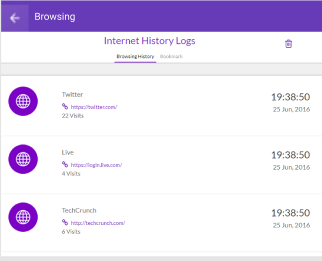 Browsing
Internet History Logs
Browsing History Bookmark
Twitter
https://twitter.com/
22 Visits
19:38:50
25 Jun, 2016
Live
https://login.live.com/
4 Visits
19:38:50
25 Jun, 2016
TechCrunch
http://techcrunch.com/
6 Visits
19:38:50
25 Jun, 2016